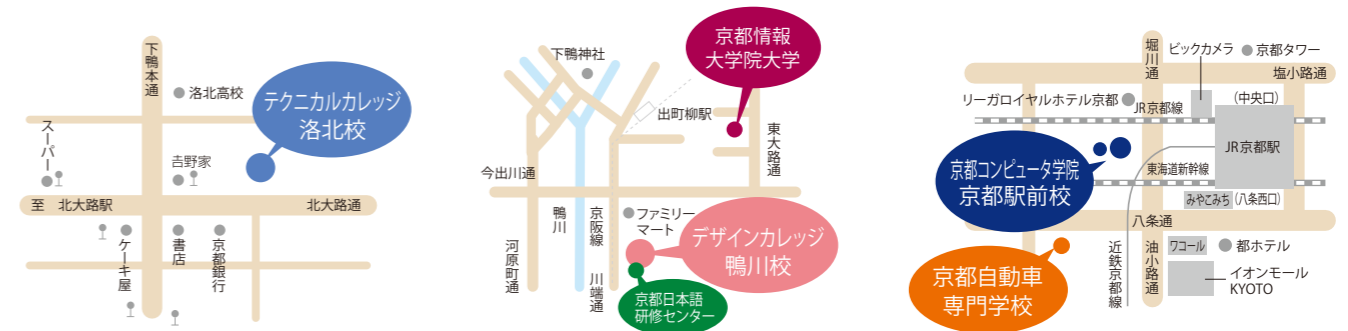 下鴨本通
洛北高校
テクニカルカレッジ
洛北校
スーパー
𠮷野家
至 北大路駅
北大路通
ケーキ屋
書店
京都銀行
京都情報
大学院大学
下鴨神社
出町柳駅
東大路通
今出川通
鴨川
京阪線
ファミリー
マート
デザインカレッジ
鴨川校
河原町通
川端通
京都日本語
研修センター
堀川通
ビックカメラ
京都タワー
塩小路通
リーガロイヤルホテル京都
JR京都線
(中央口)
JR京都駅
京都コンピュータ学院
京都駅前校
東海道新幹線
みやこみち
(八条西口)
八条通
京都自動車
専門学校
近鉄京都線
油小路通
ワコール
都ホテル
イオンモール
KYOTO